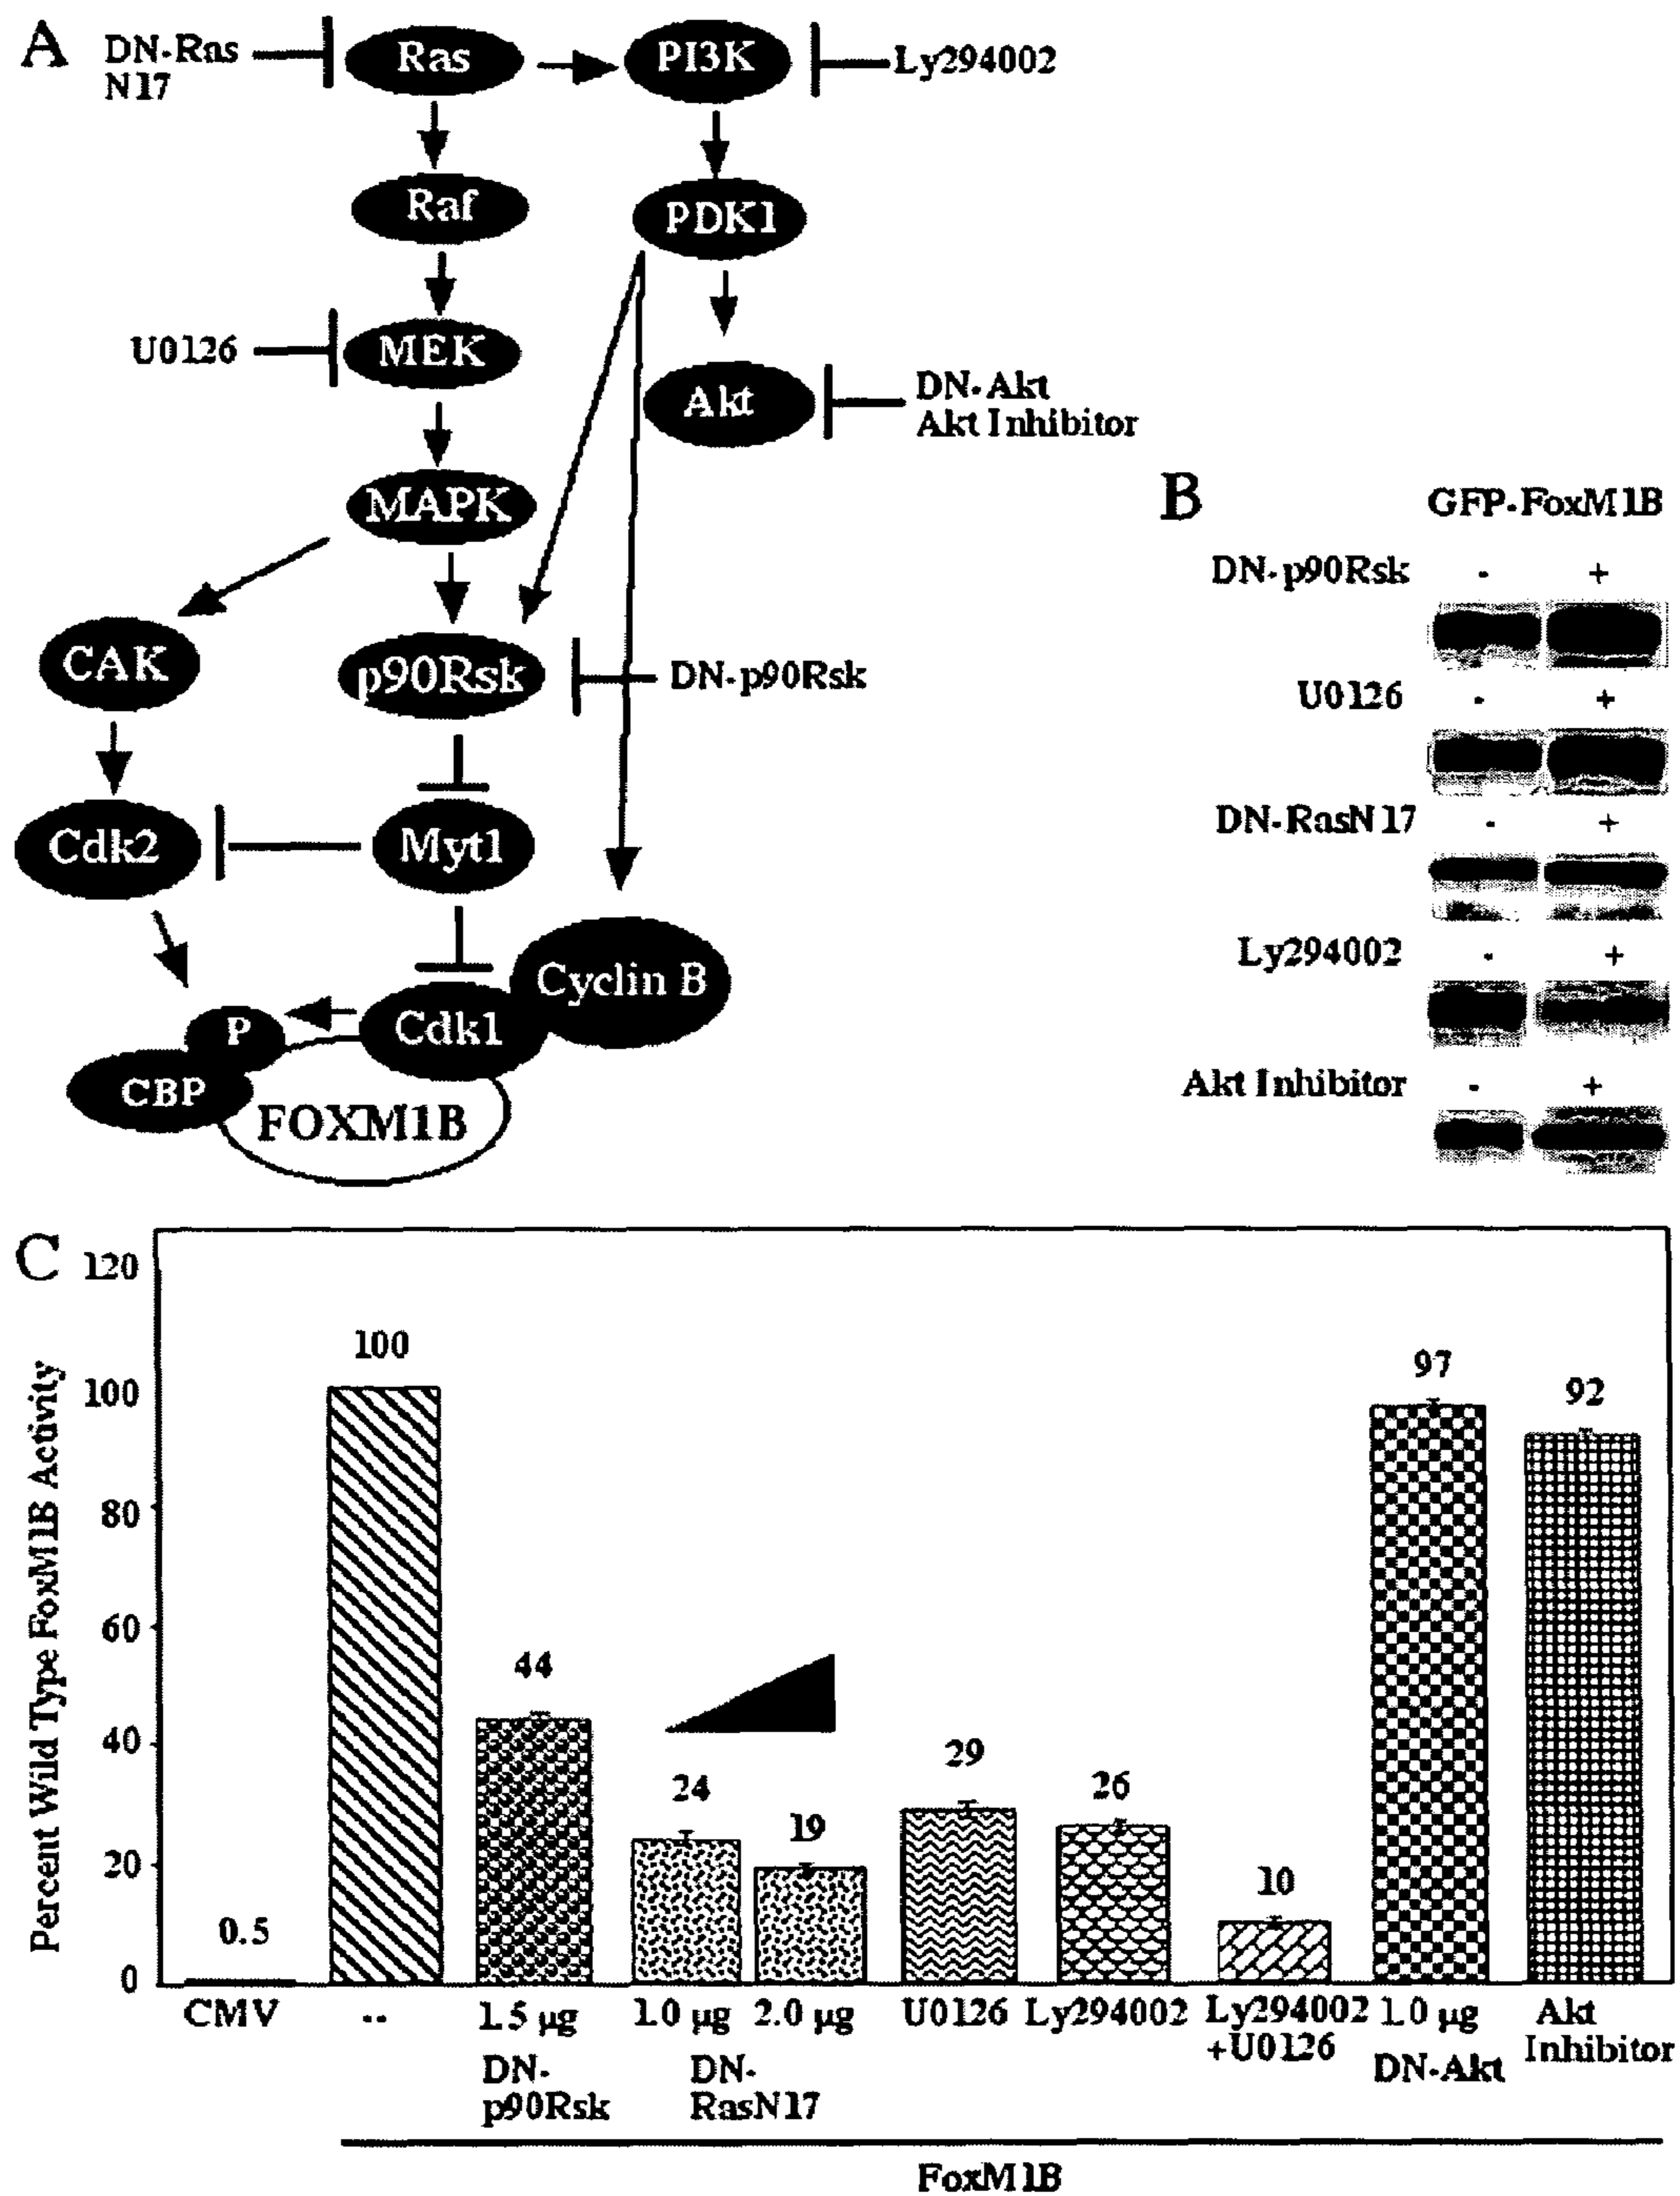 A
DN-Ras
N17
Ras
PI3K
Ly294002
Raf
PDK1
U0126
MEK
Akt
DN-Akt
Akt Inhibitor
MAPK
CAK
p90Rsk
DN-p90Rsk
Cdk2
Myt1
Cyclin B
Cdk1
P
CBP
FOXM1B
B
GFP-FoxM1B
DN-p90Rsk - +
U0126 - +
DN-RasN17 - +
Ly294002 - +
Akt Inhibitor - +
C
Percent Wild Type FoxM1B Activity
120
100
80
60
40
20
0
0.5
100
44
24
19
29
26
10
97
92
CMV
--
1.5 µg
DN-
p90Rsk
1.0 µg
2.0 µg
DN-
RasN17
U0126
Ly294002
Ly294002
+U0126
1.0 µg
DN-Akt
Akt
Inhibitor
FoxM1B